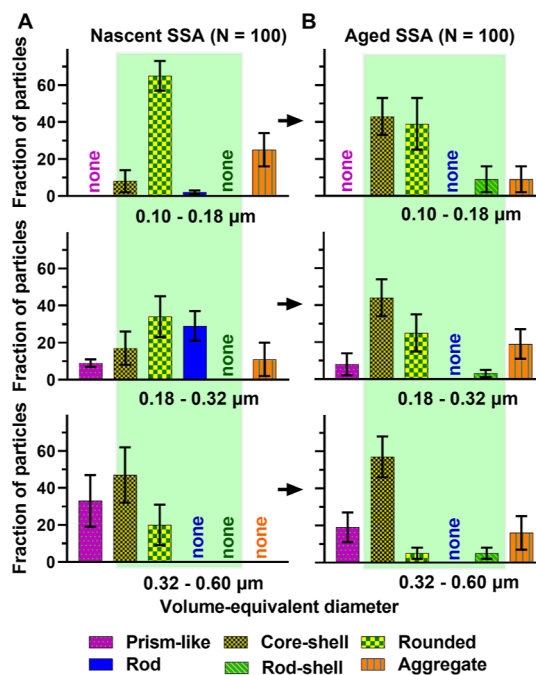 A
B
Nascent SSA (N = 100)
Aged SSA (N = 100)
Fraction of particles
60
40
20
0
none
none
0.10 - 0.18 µm
none
none
0.10 - 0.18 µm
Fraction of particles
60
40
20
0
none
0.18 - 0.32 µm
none
0.18 - 0.32 µm
Fraction of particles
60
40
20
0
none
none
none
0.32 - 0.60 µm
none
0.32 - 0.60 µm
Volume-equivalent diameter
Prism-like
Core-shell
Rounded
Rod
Rod-shell
Aggregate